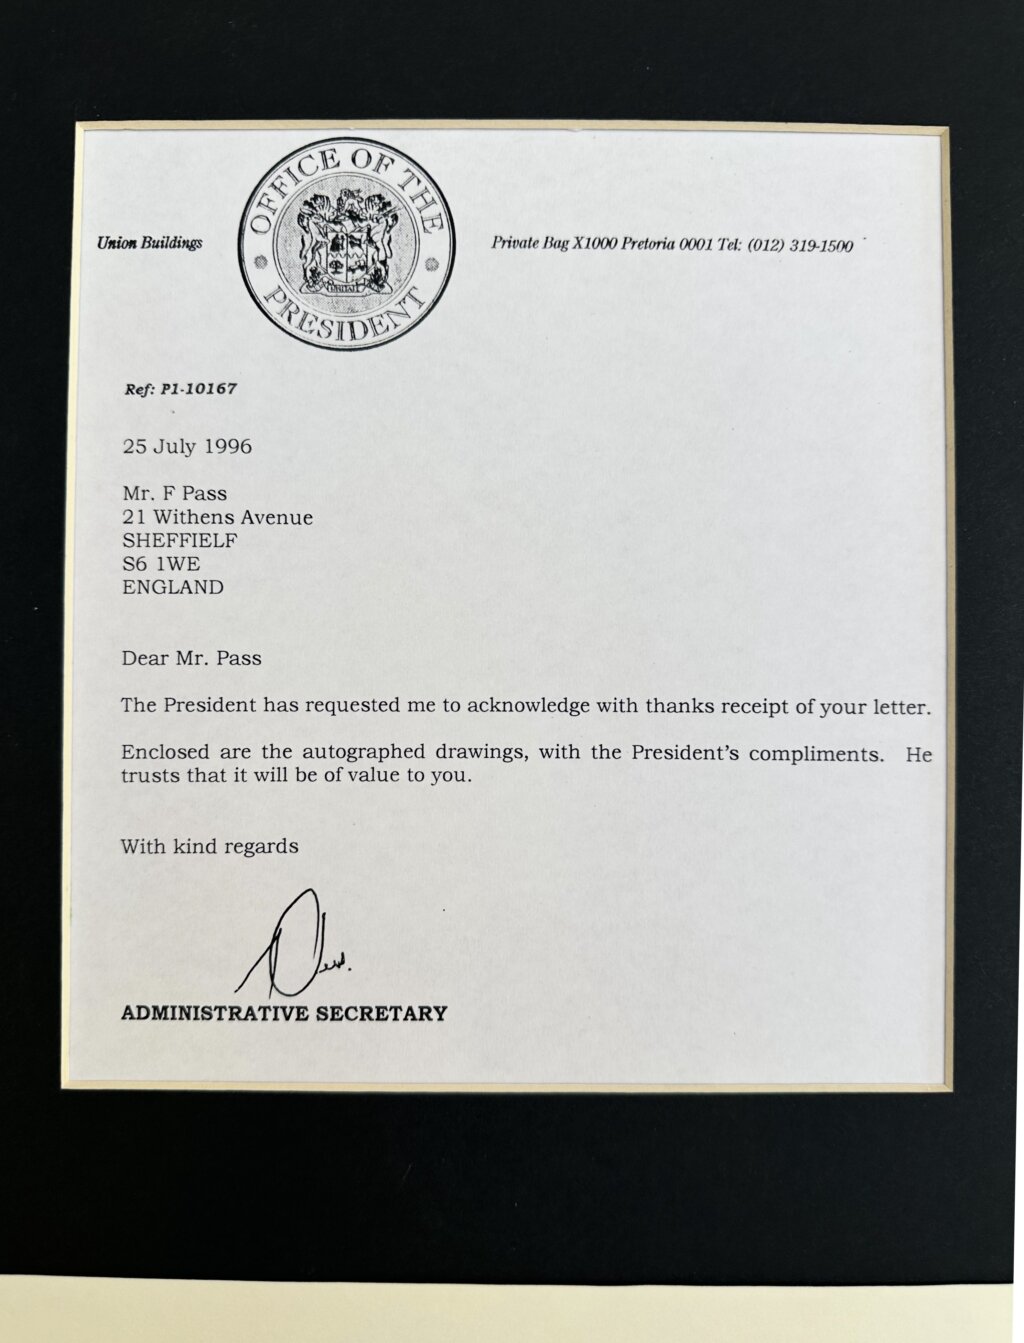 OFFICE OF THE PRESIDENT
Union Buildings
Private Bag X1000 Pretoria 0001 Tel: (012) 319-1500
Ref: P1-10167
25 July 1996
Mr. F Pass
21 Withens Avenue
SHEFFIELF
S6 1WE
ENGLAND
Dear Mr. Pass
The President has requested me to acknowledge with thanks receipt of your letter.
Enclosed are the autographed drawings, with the President's compliments. He
trusts that it will be of value to you.
With kind regards
ADMINISTRATIVE SECRETARY